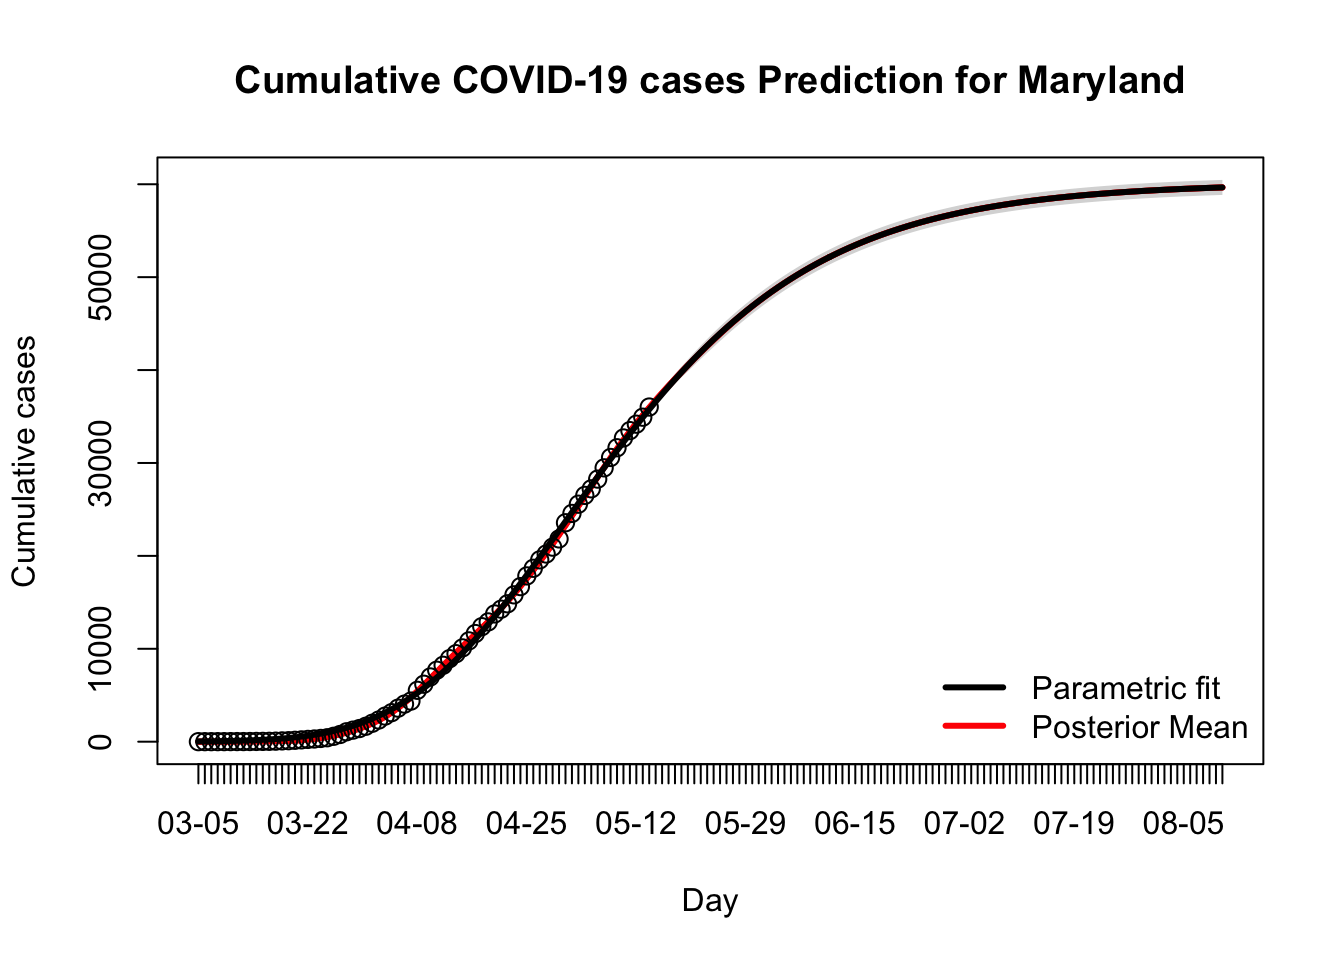 Cumulative COVID-19 cases Prediction for Maryland
Cumulative cases
50000
30000
10000
0
Parametric fit
Posterior Mean
03-05 03-22 04-08 04-25 05-12 05-29 06-15 07-02 07-19 08-05
Day